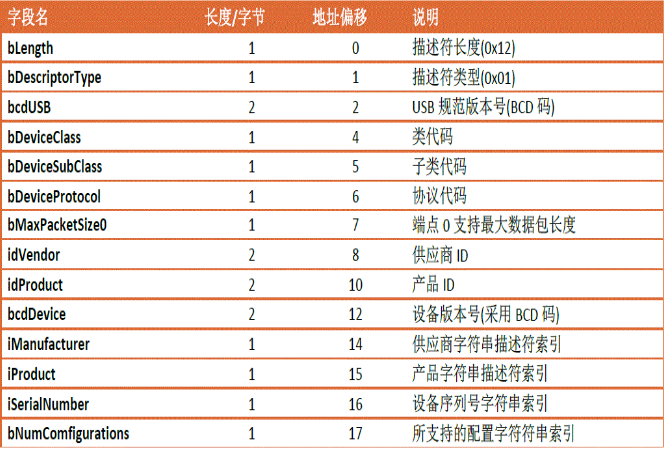 字段名 长度/字节 地址偏移 说明
bLength 1 0 描述符长度(0x12)
bDescriptorType 1 1 描述符类型(0x01)
bcdUSB 2 2 USB 规范版本号(BCD 码)
bDeviceClass 1 4 类代码
bDeviceSubClass 1 5 子类代码
bDeviceProtocol 1 6 协议代码
bMaxPacketSize0 1 7 端点 0 支持最大数据包长度
idVendor 2 8 供应商 ID
idProduct 2 10 产品 ID
bcdDevice 2 12 设备版本号(采用 BCD 码)
iManufacturer 1 14 供应商字符串描述符索引
iProduct 1 15 产品字符串描述符索引
iSerialNumber 1 16 设备序列号字符串索引
bNumComfigurations 1 17 所支持的配置字符符串索引